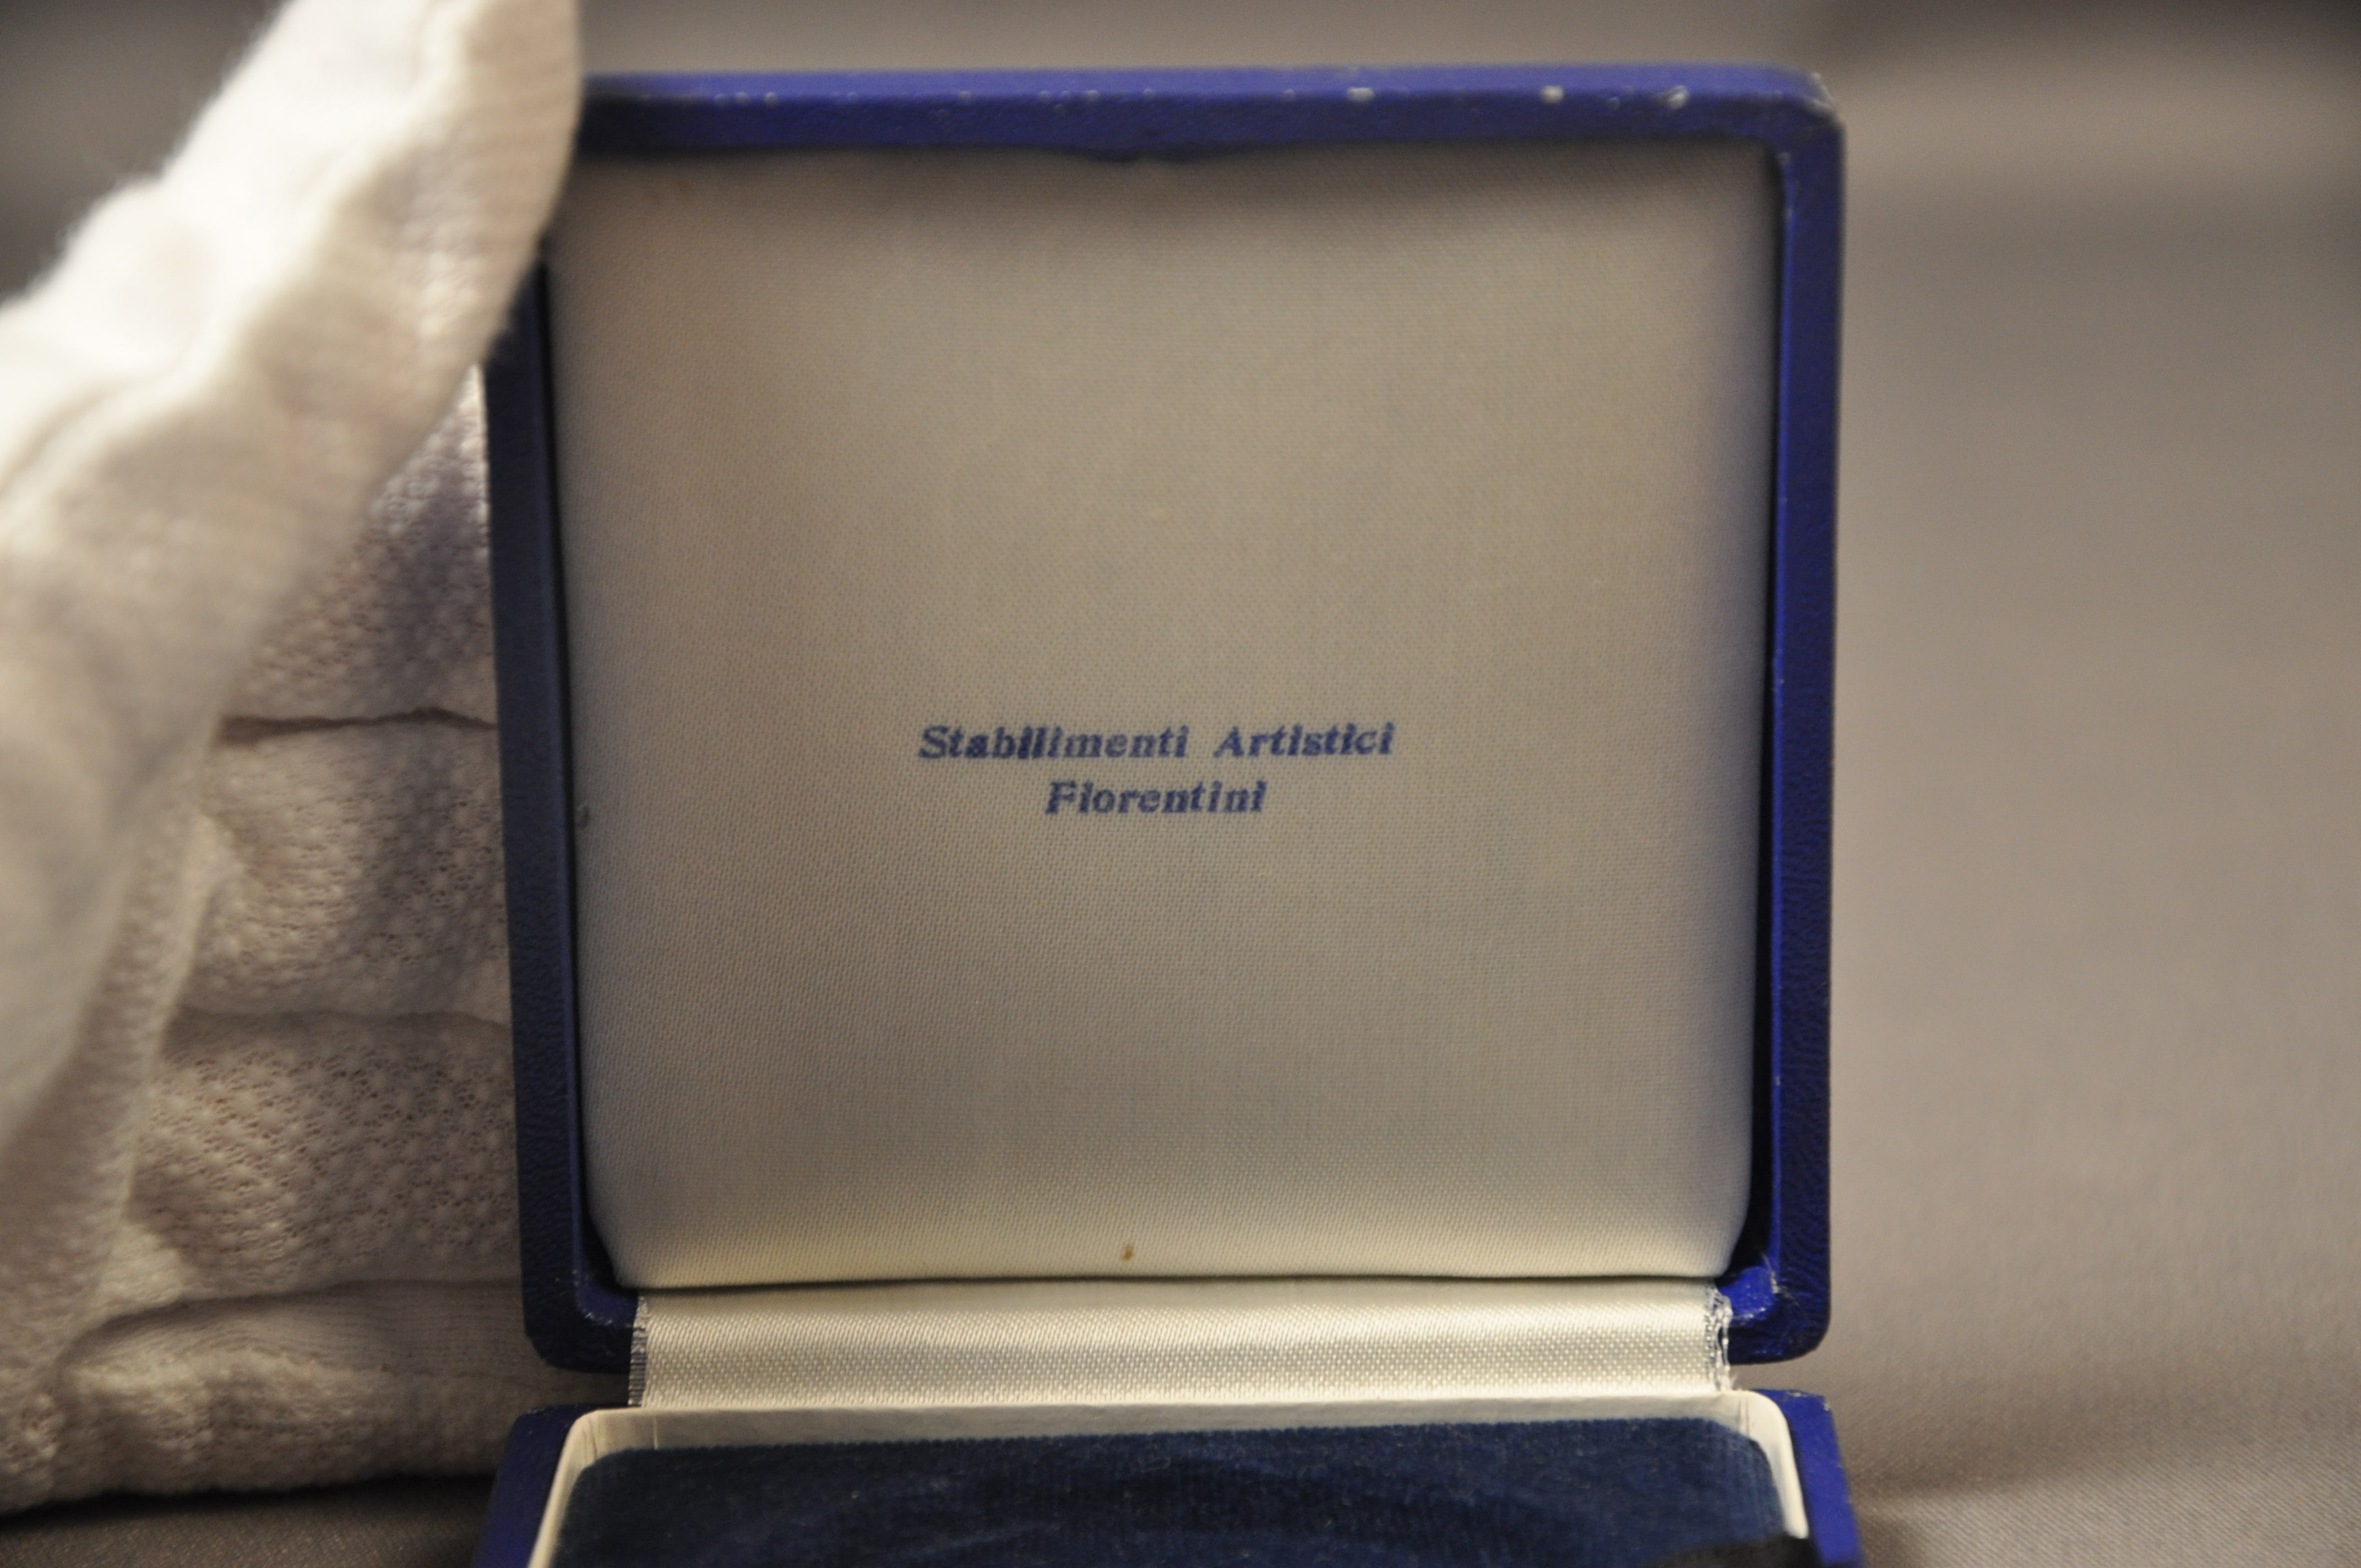 Stabilimenti Artistici
Fiorentini